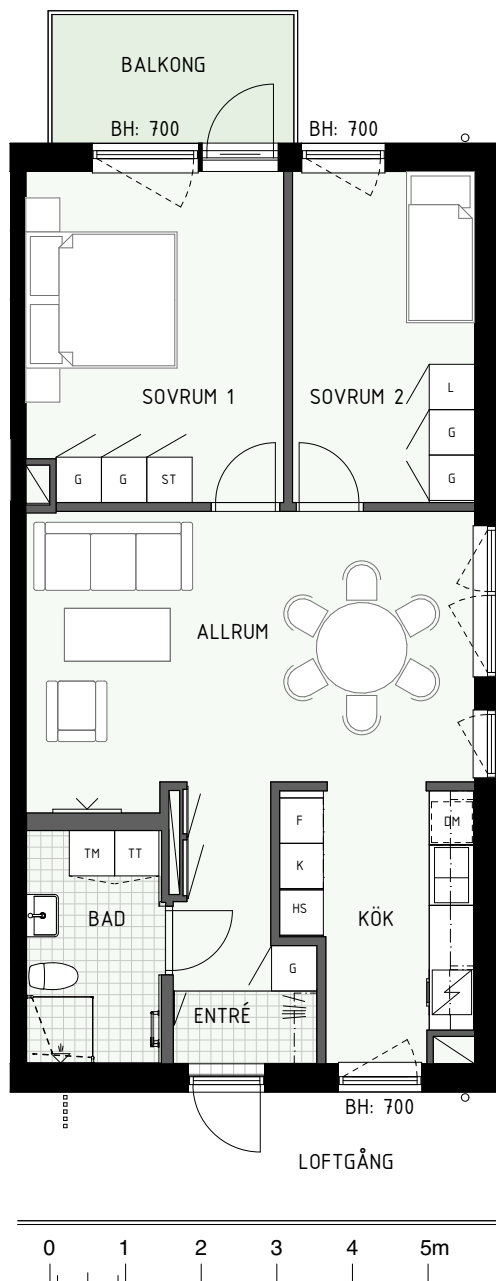 BALKONG
BH: 700 BH: 700
SOVRUM 1 SOVRUM 2
L
G
G
G G ST
ALLRUM
F
DM
K
TM TT
HS
BAD KÖK
G
ENTRÉ
BH: 700
LOFTGÅNG
0 1 2 3 4 5m